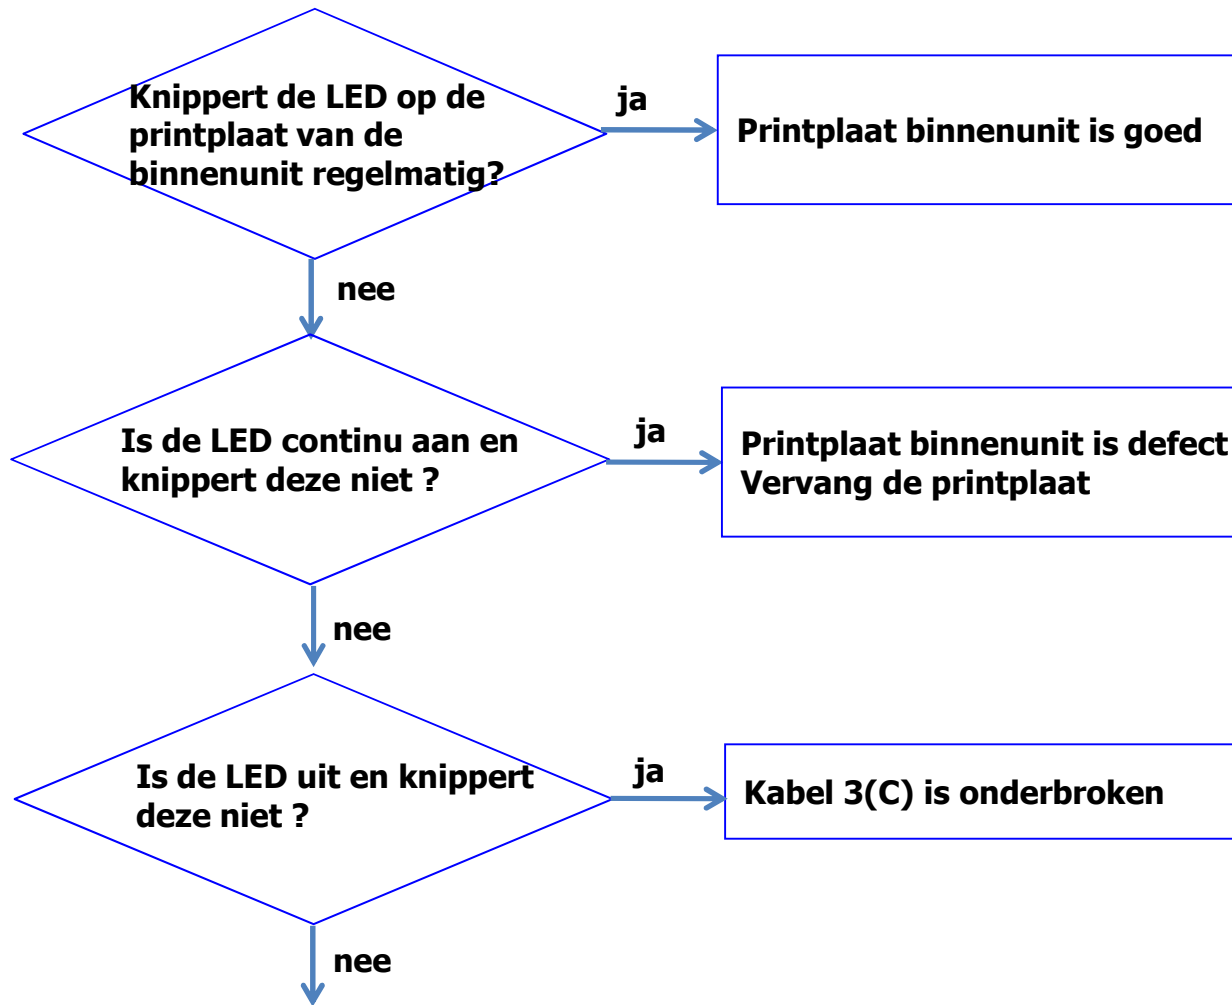 Knippert de LED op de
printplaat van de
binnenunit regelmatig?
ja
Printplaat binnenunit is goed
nee
Is de LED continu aan en
knippert deze niet ?
ja
Printplaat binnenunit is defect
Vervang de printplaat
nee
Is de LED uit en knippert
deze niet ?
ja
Kabel 3(C) is onderbroken
nee